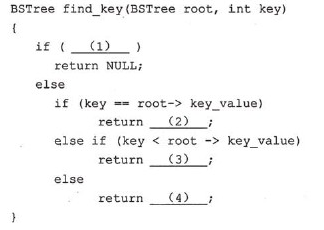 BSTree find_key(BSTree root, int key)
{
if ( (1) )
return NULL;
else
if (key == root-> key_value)
return (2) ;
else if (key < root -> key_value)
return (3) ;
else
return (4) ;
}